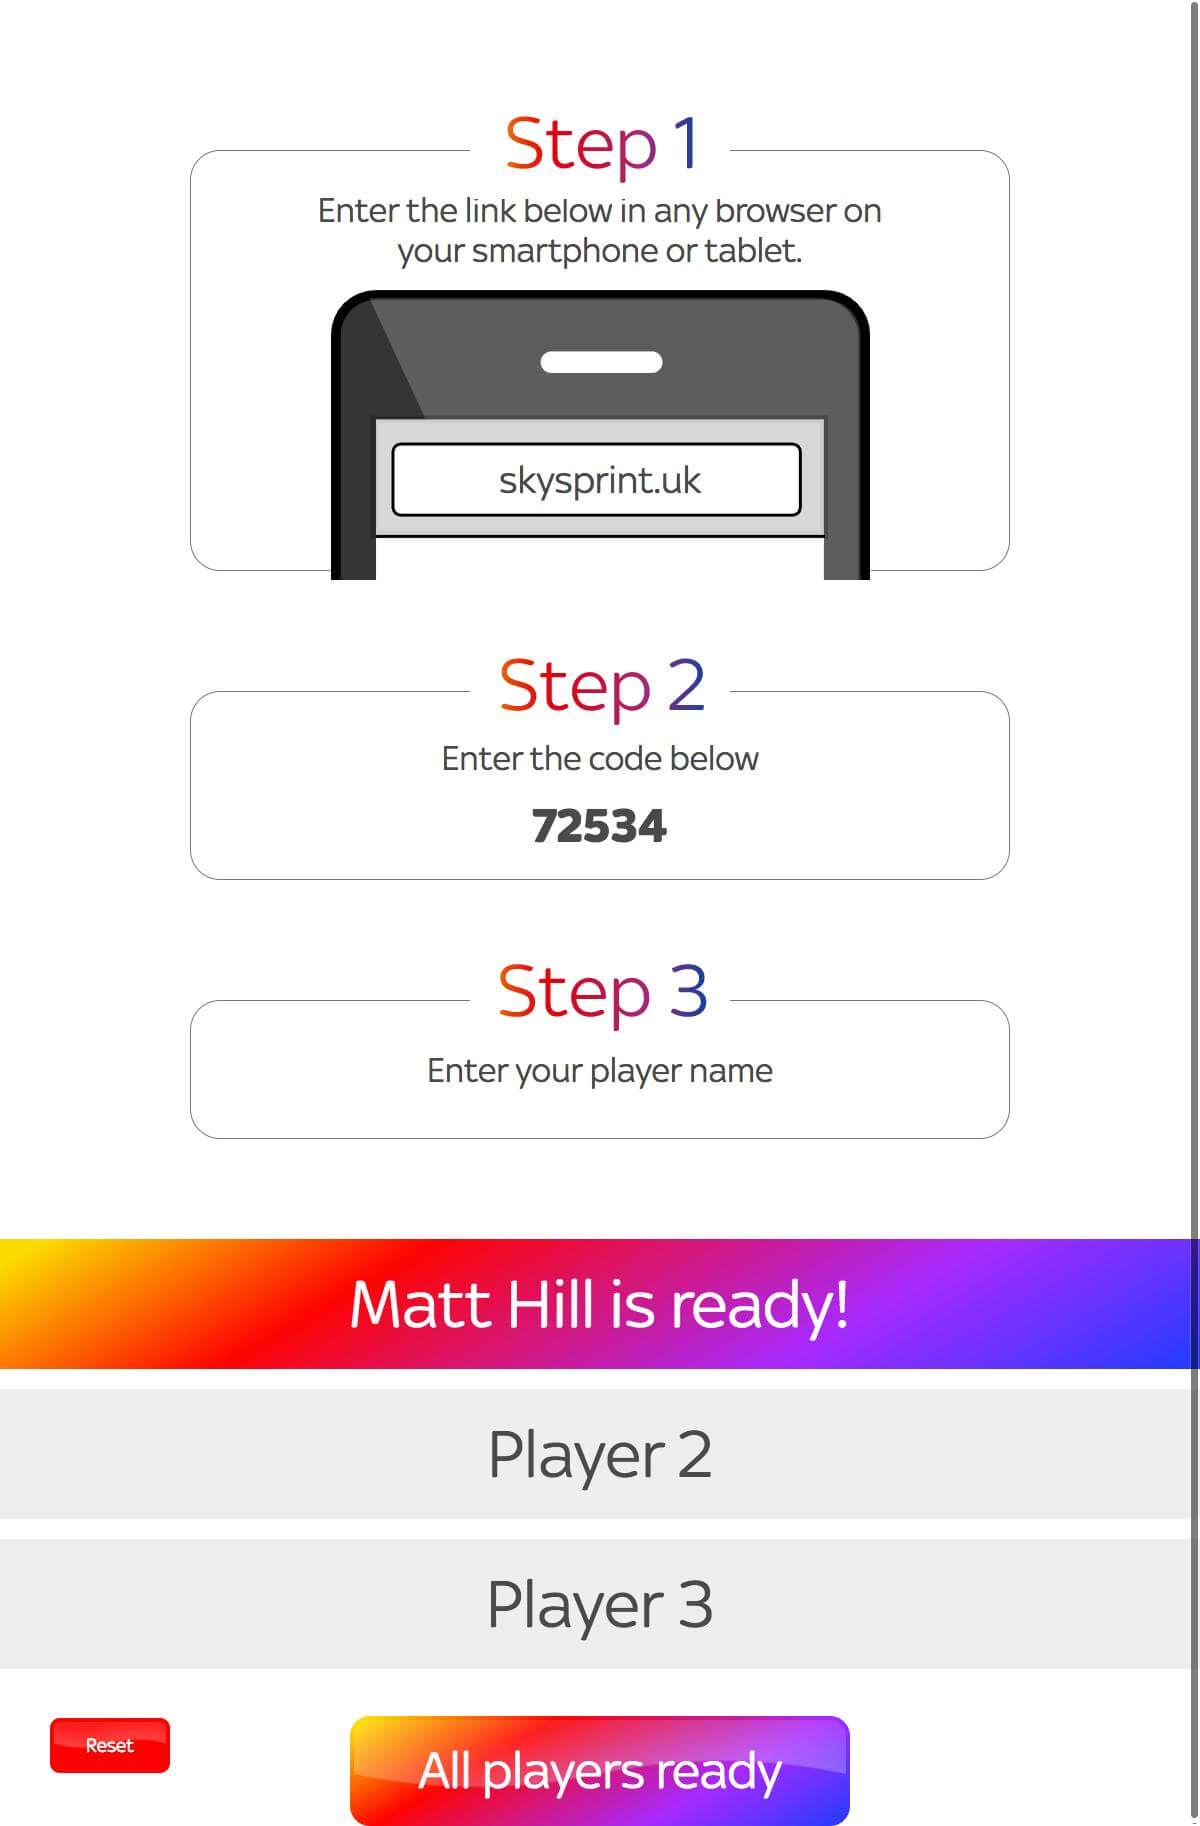 Step 1
Enter the link below in any browser on
your smartphone or tablet.
skysprint.uk
Step 2
Enter the code below
72534
Step 3
Enter your player name
Matt Hill is ready!
Player 2
Player 3
Reset
All players ready